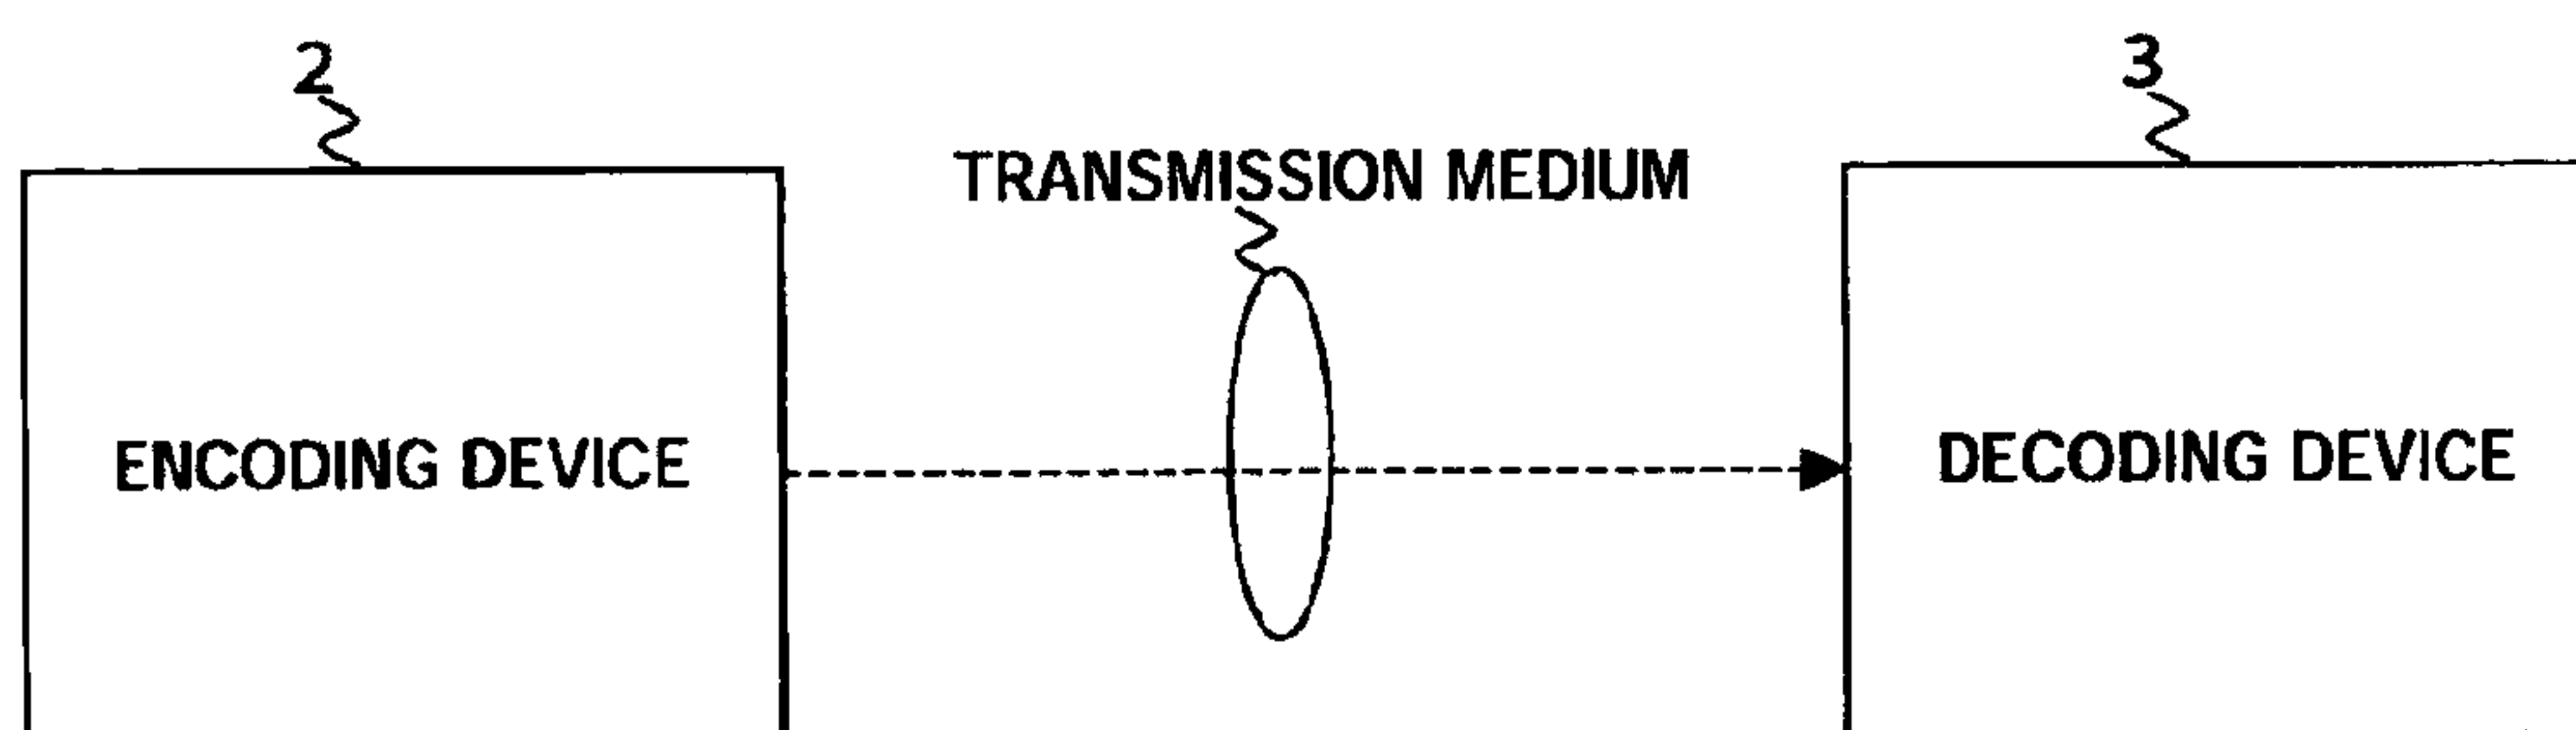 2
3
TRANSMISSION MEDIUM
ENCODING DEVICE
DECODING DEVICE